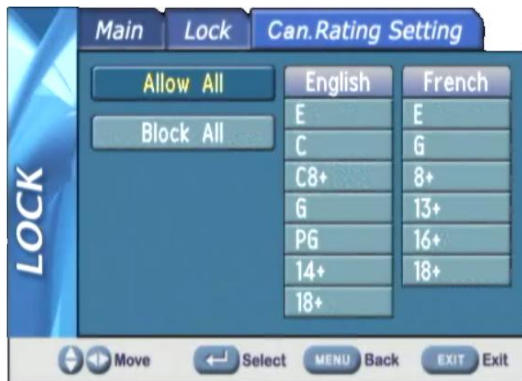 Main Lock Can.Rating Setting
Allow All
Block All
English
E
C
C8+
G
PG
14+
18+
French
E
G
8+
13+
16+
18+
LOCK
Move Select MENU Back EXIT Exit